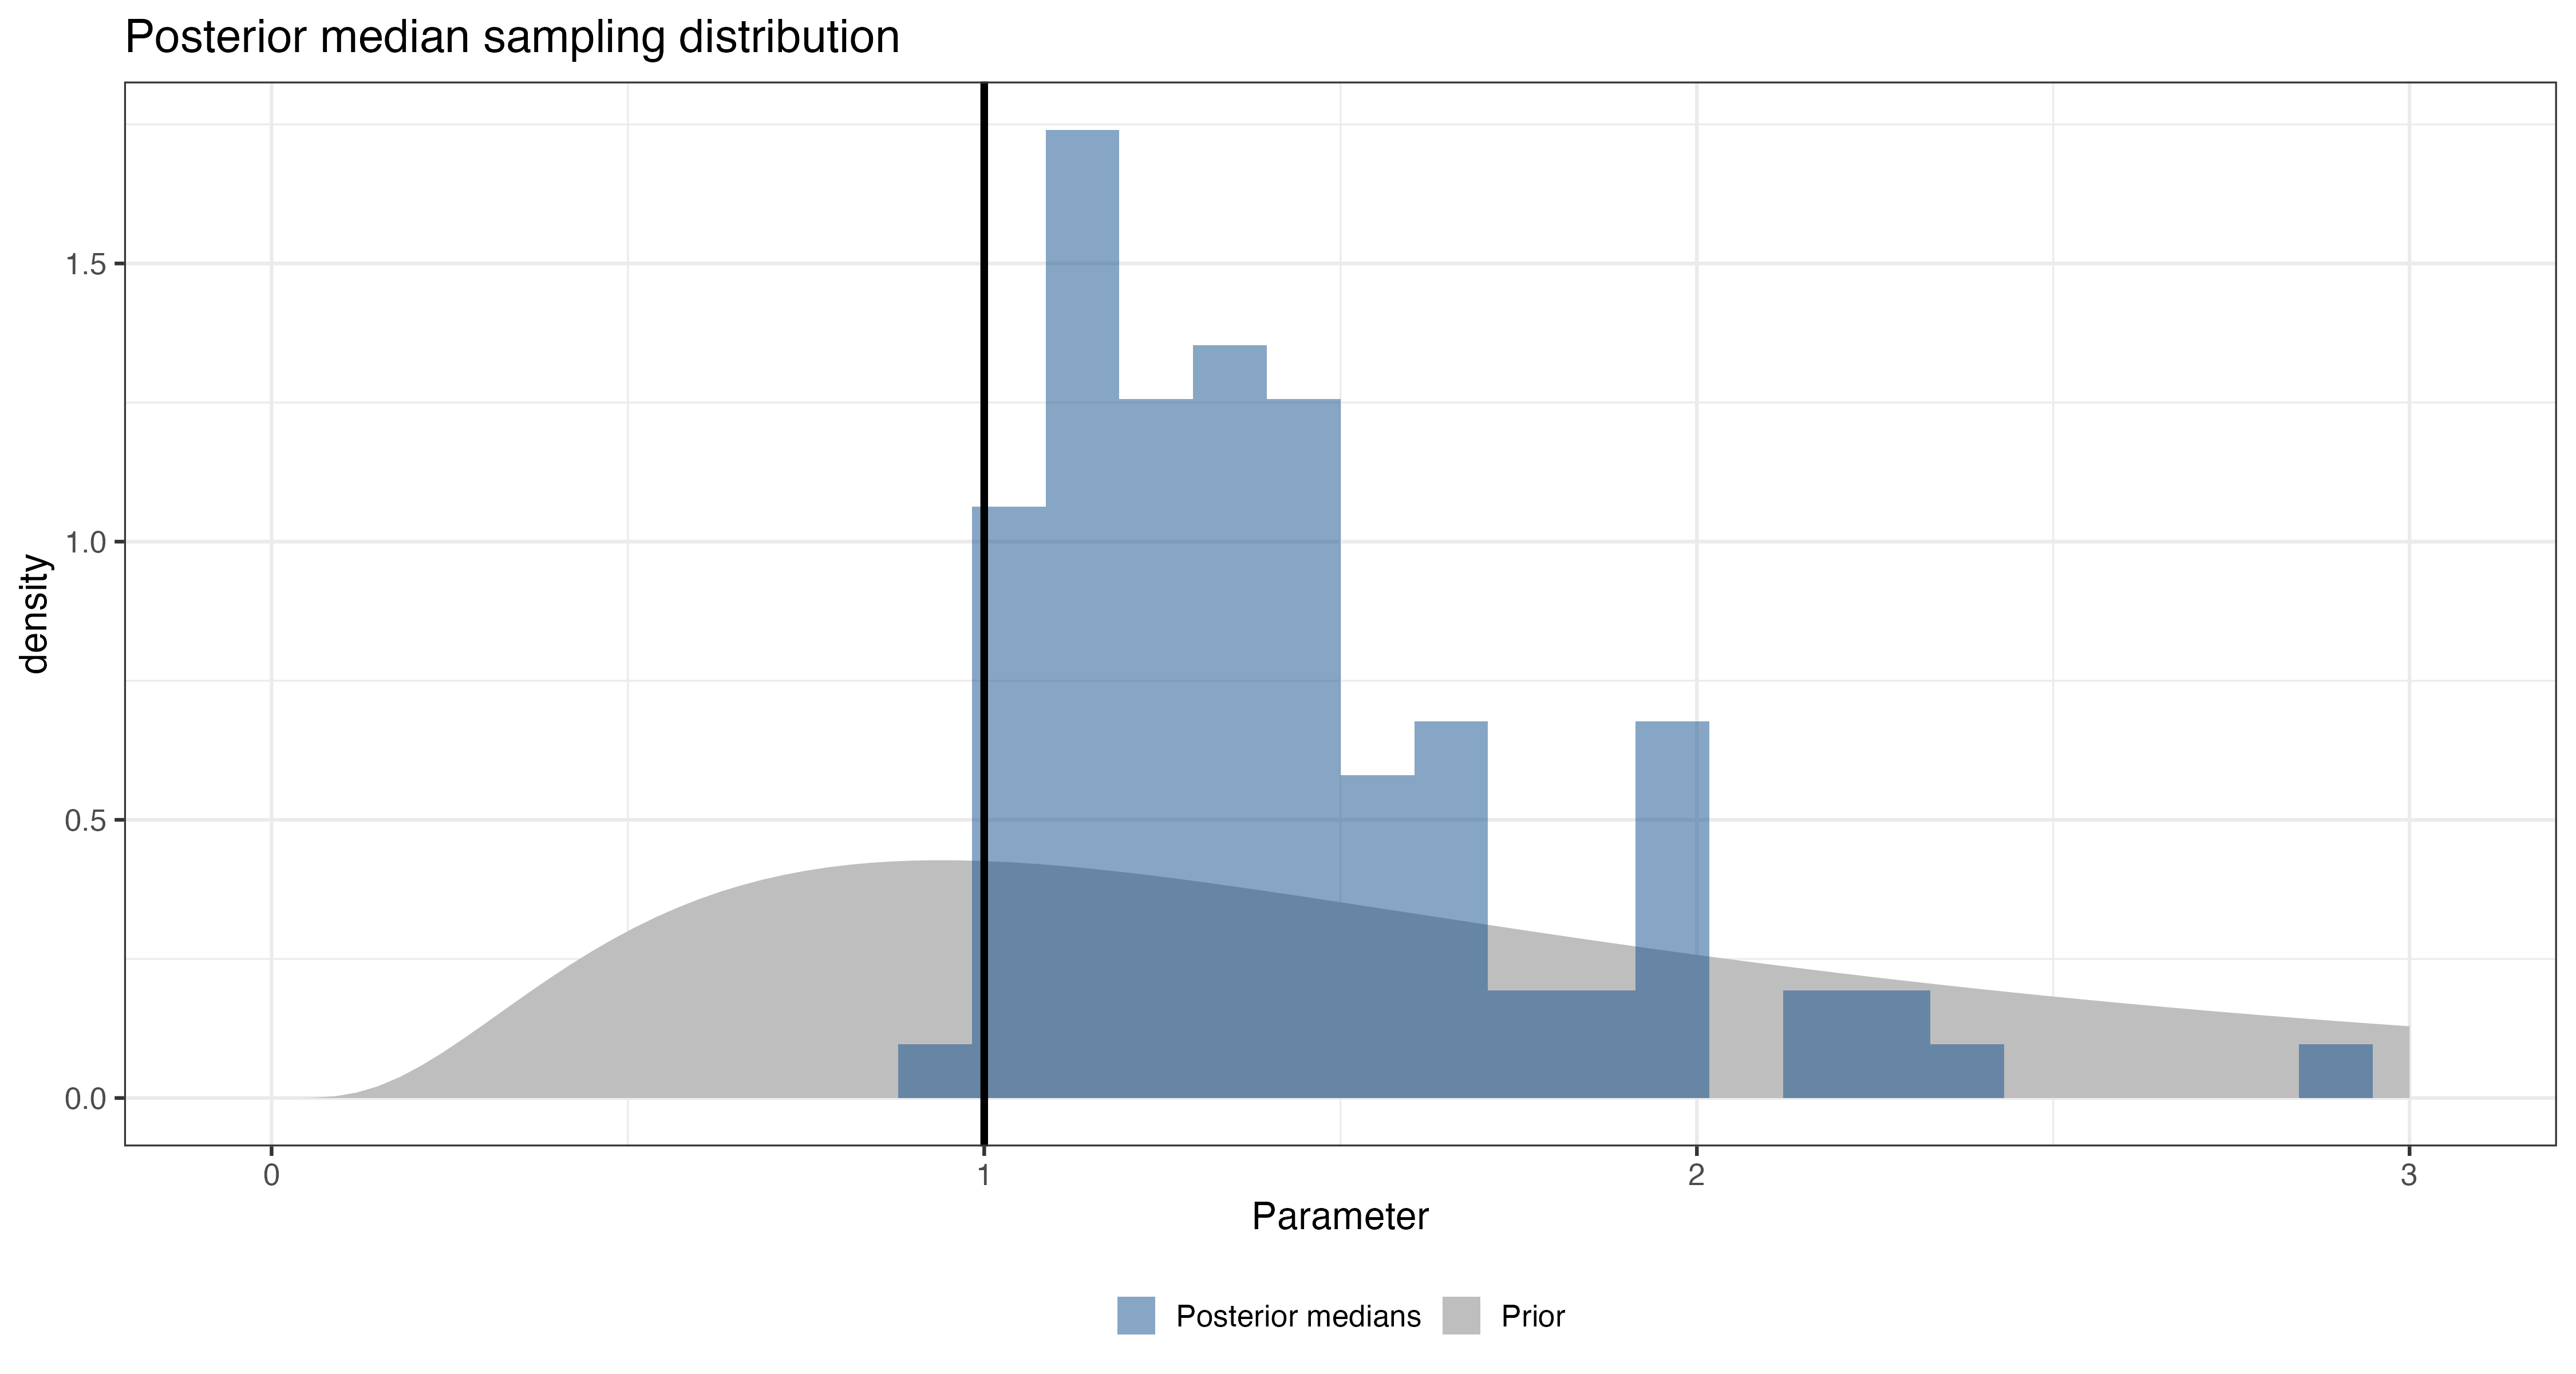 Posterior median sampling distribution
density
1.5
1.0
0.5
0.0
0 1 2 3
Parameter
Posterior medians Prior